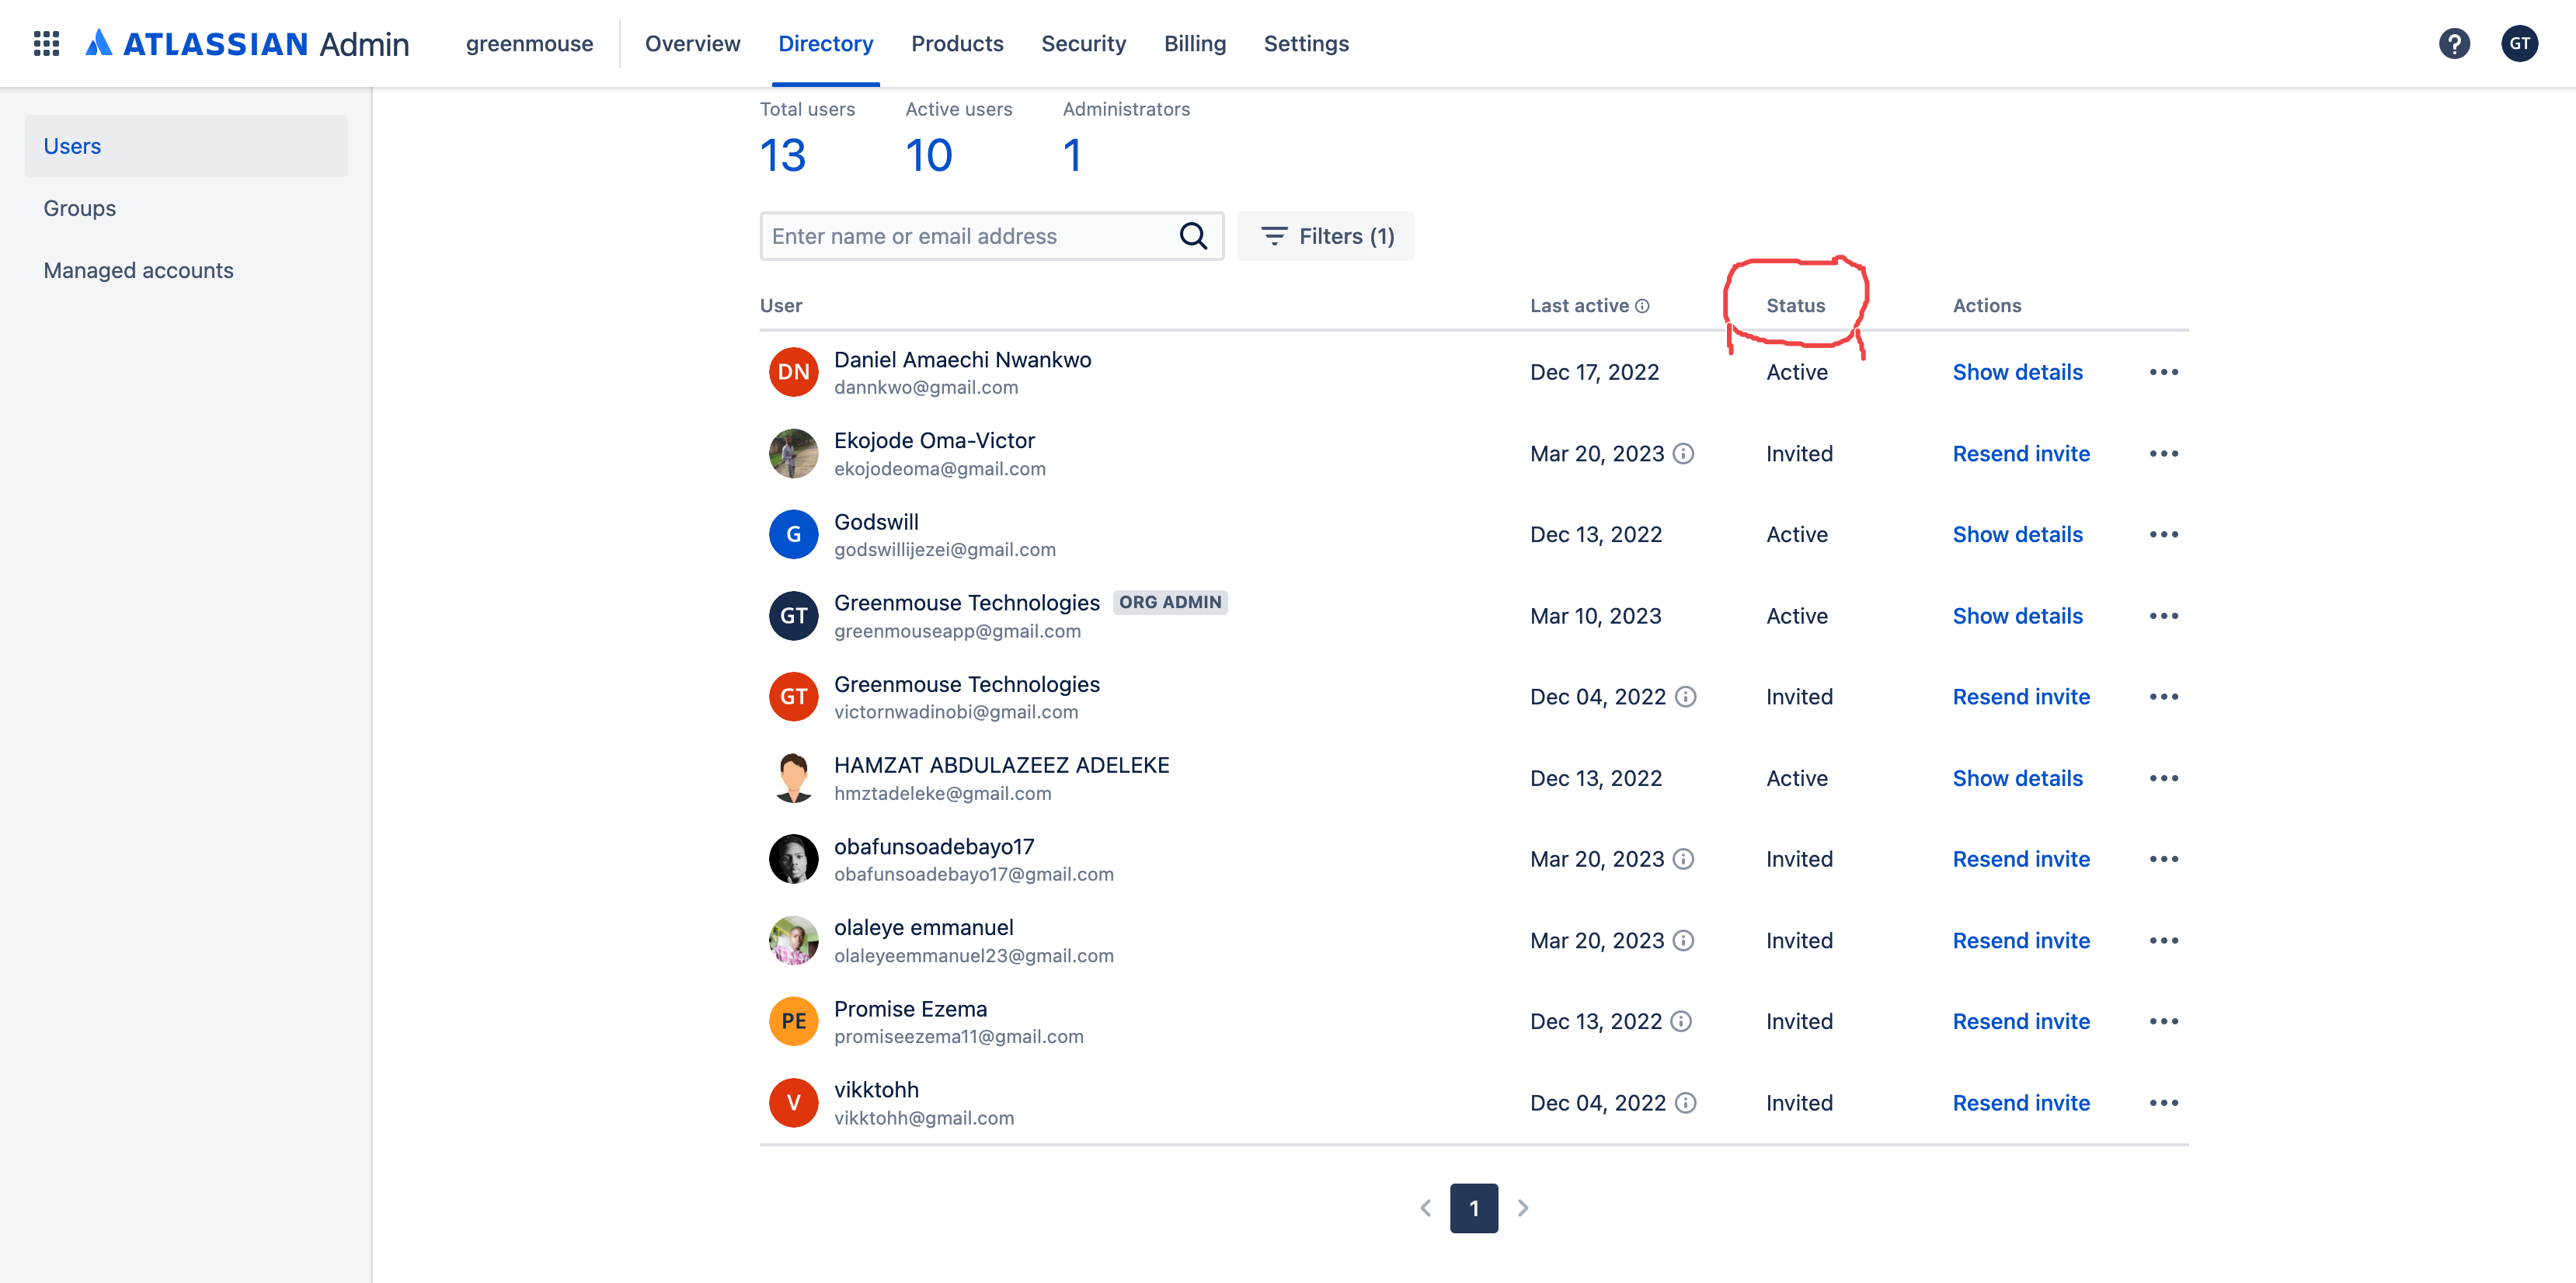 ATLASSIAN Admin greenmouse Overview Directory Products Security Billing Settings ? GT
Users
Groups
Managed accounts
Total users Active users Administrators
13 10 1
Enter name or email address Filters (1)
User Last active Status Actions
DN Daniel Amaechi Nwankwo Dec 17, 2022 Active Show details
dannkwo@gmail.com
Ekojode Oma-Victor Mar 20, 2023 Invited Resend invite
ekojodeoma@gmail.com
G Godswill Dec 13, 2022 Active Show details
godswillijezei@gmail.com
GT Greenmouse Technologies ORG ADMIN Mar 10, 2023 Active Show details
greenmouseapp@gmail.com
GT Greenmouse Technologies Dec 04, 2022 Invited Resend invite
victornwadinobi@gmail.com
HAMZAT ABDULAZEEZ ADELEKE Dec 13, 2022 Active Show details
hmztadeleke@gmail.com
obafunsoadebayo17 Mar 20, 2023 Invited Resend invite
obafunsoadebayo17@gmail.com
olaleye emmanuel Mar 20, 2023 Invited Resend invite
olaleyeemmanuel23@gmail.com
PE Promise Ezema Dec 13, 2022 Invited Resend invite
promiseezema11@gmail.com
V vikktohh Dec 04, 2022 Invited Resend invite
vikktohh@gmail.com
1